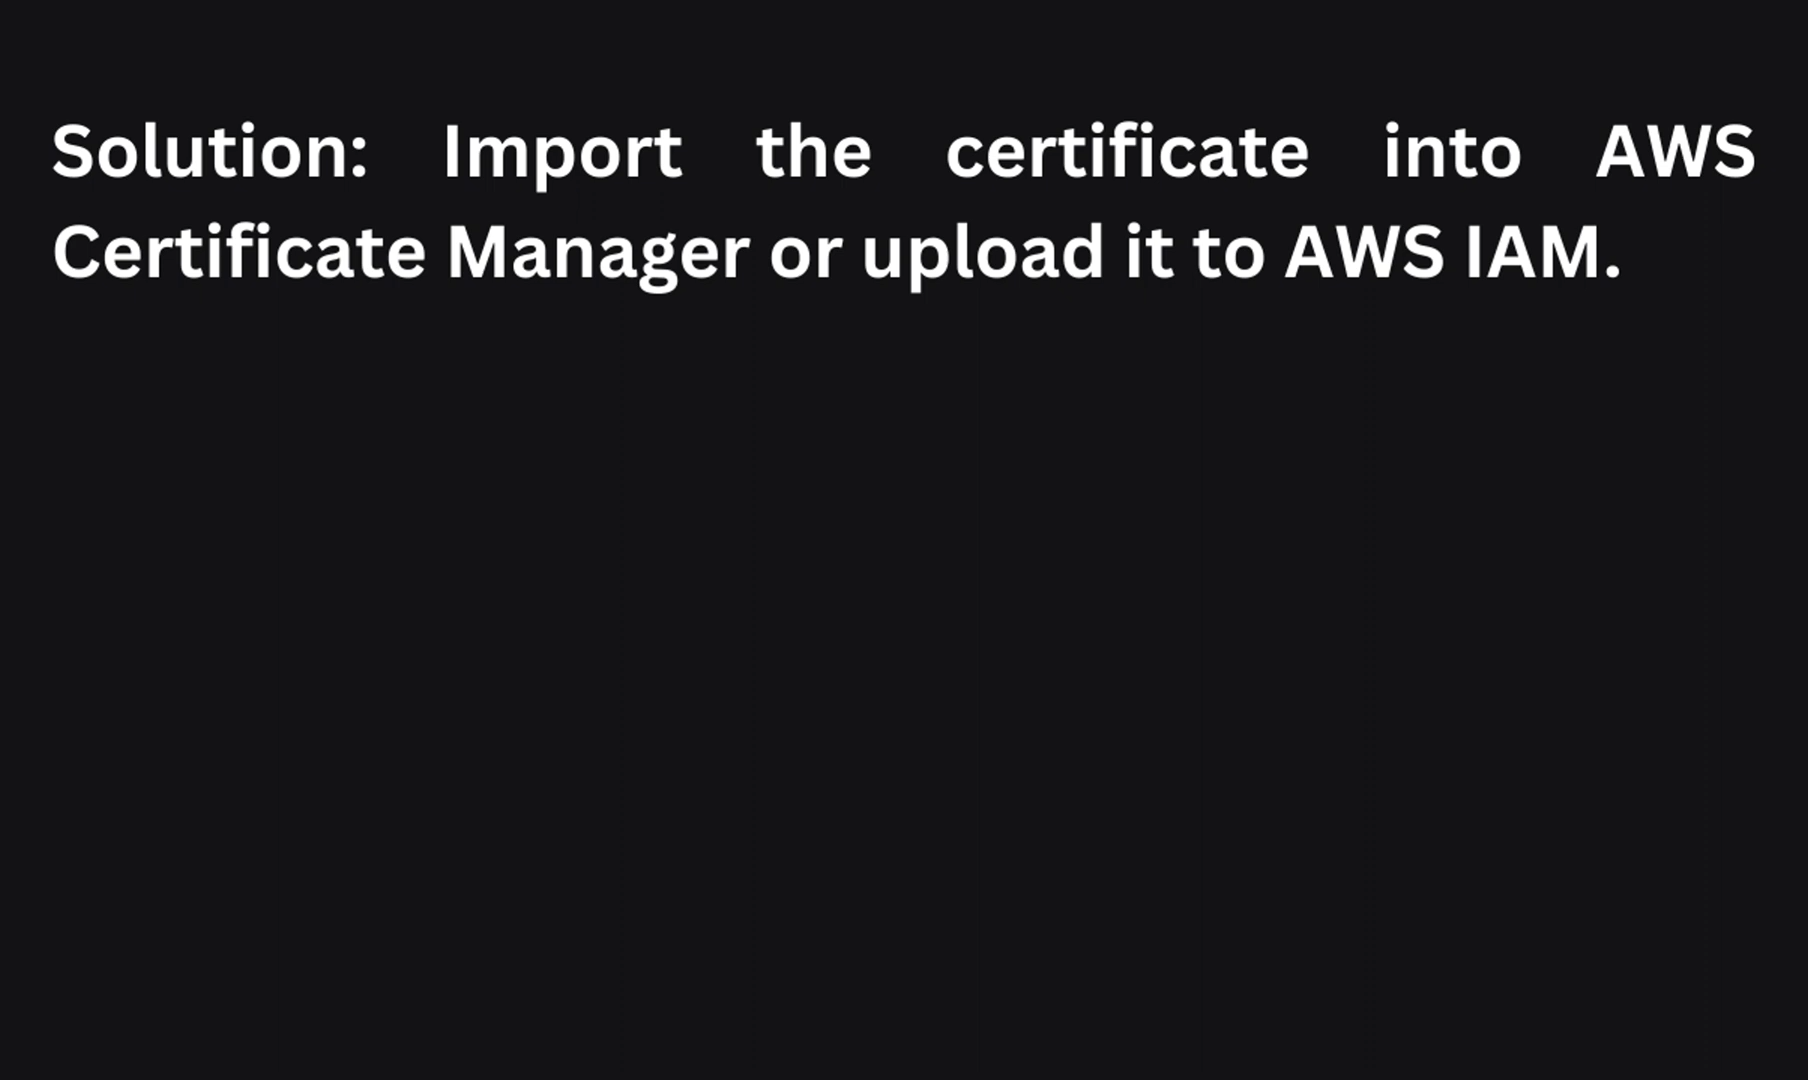 Solution: Import the certificate into AWS
Certificate Manager or upload it to AWS IAM.